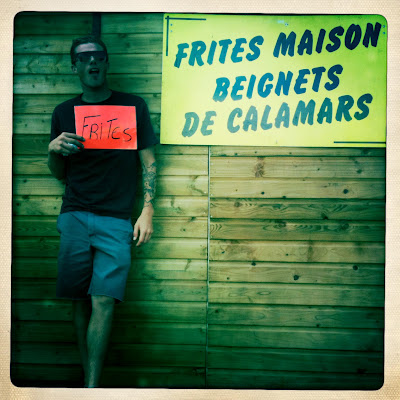 FRITES MAISON
BEIGNETS
DE CALAMARS
FRITES